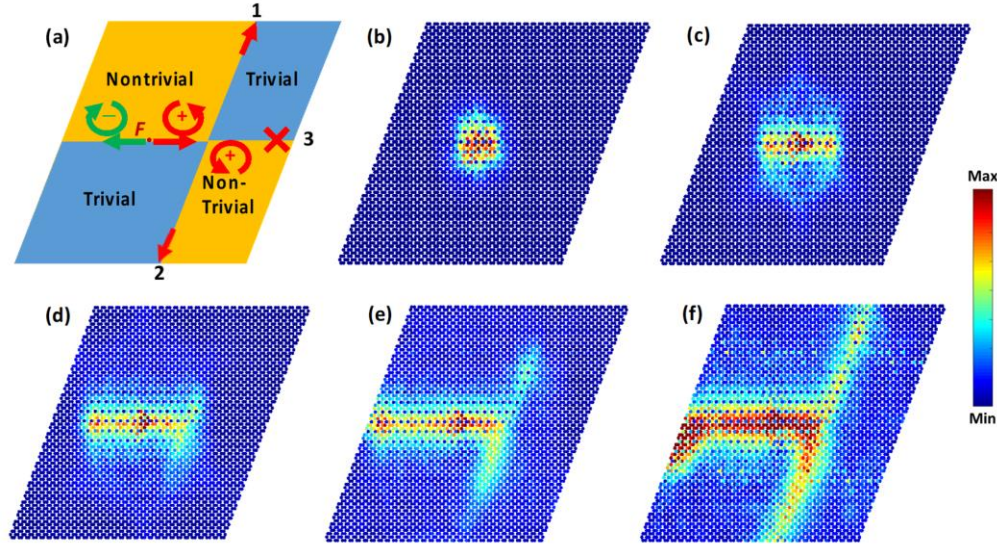 (a)
1
Nontrivial
Trivial
−
F
+
3
+
Trivial
Non-
Trivial
2
(b)
(c)
Max
Min
(d)
(e)
(f)